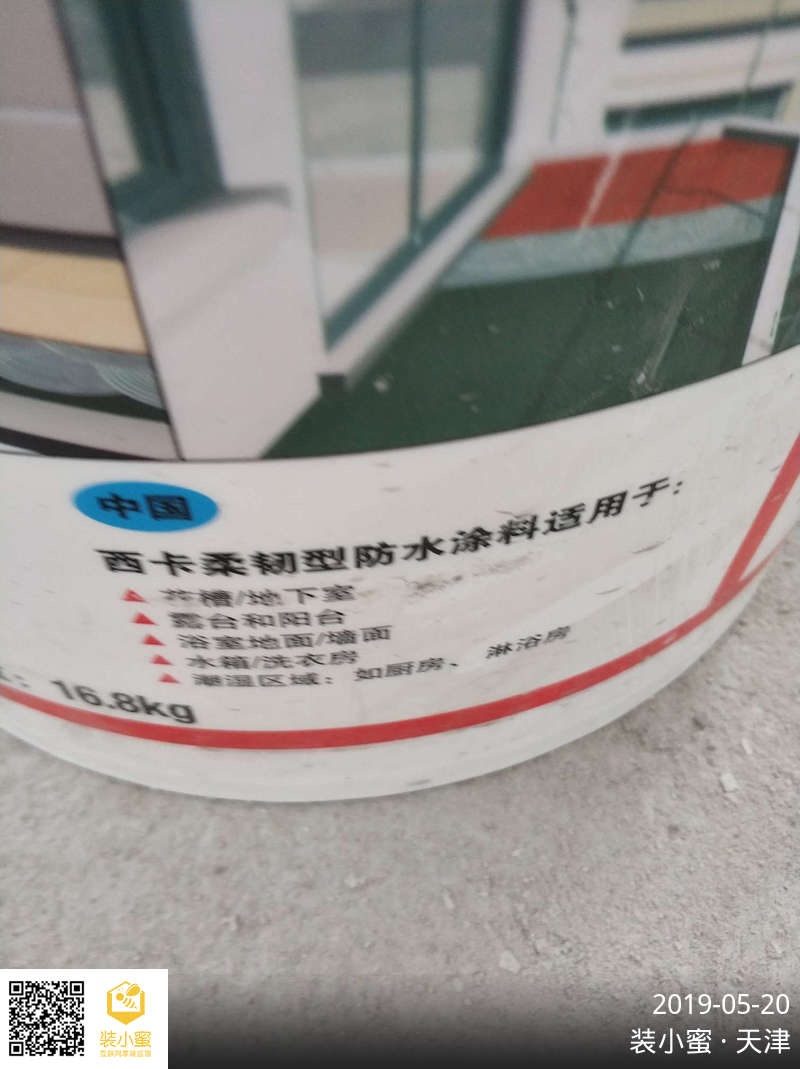 中国
西卡柔韧型防水涂料适用于：
花槽/地下室
露台和阳台
浴室地面/墙面
水箱/洗衣房
潮湿区域：如厨房、淋浴房
16.8kg
2019-05-20
装小蜜·天津
装小蜜